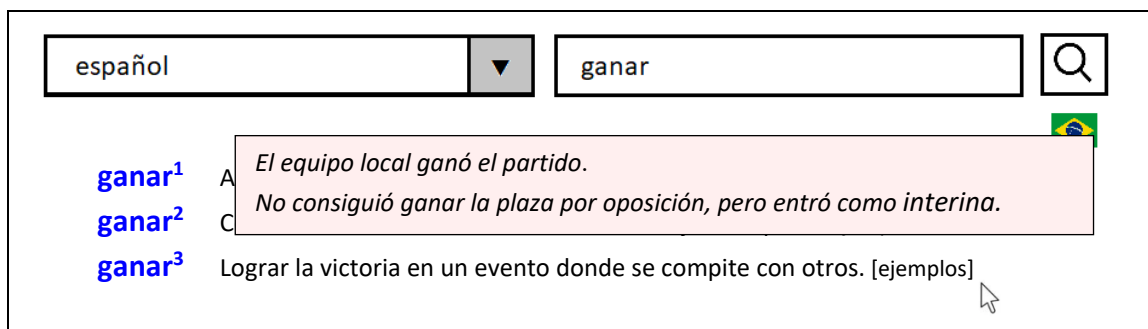 español ▼ ganar
El equipo local ganó el partido.
No consiguió ganar la plaza por oposición, pero entró como interina.
ganar¹ A
ganar² C
ganar³ Lograr la victoria en un evento donde se compite con otros. [ejemplos]